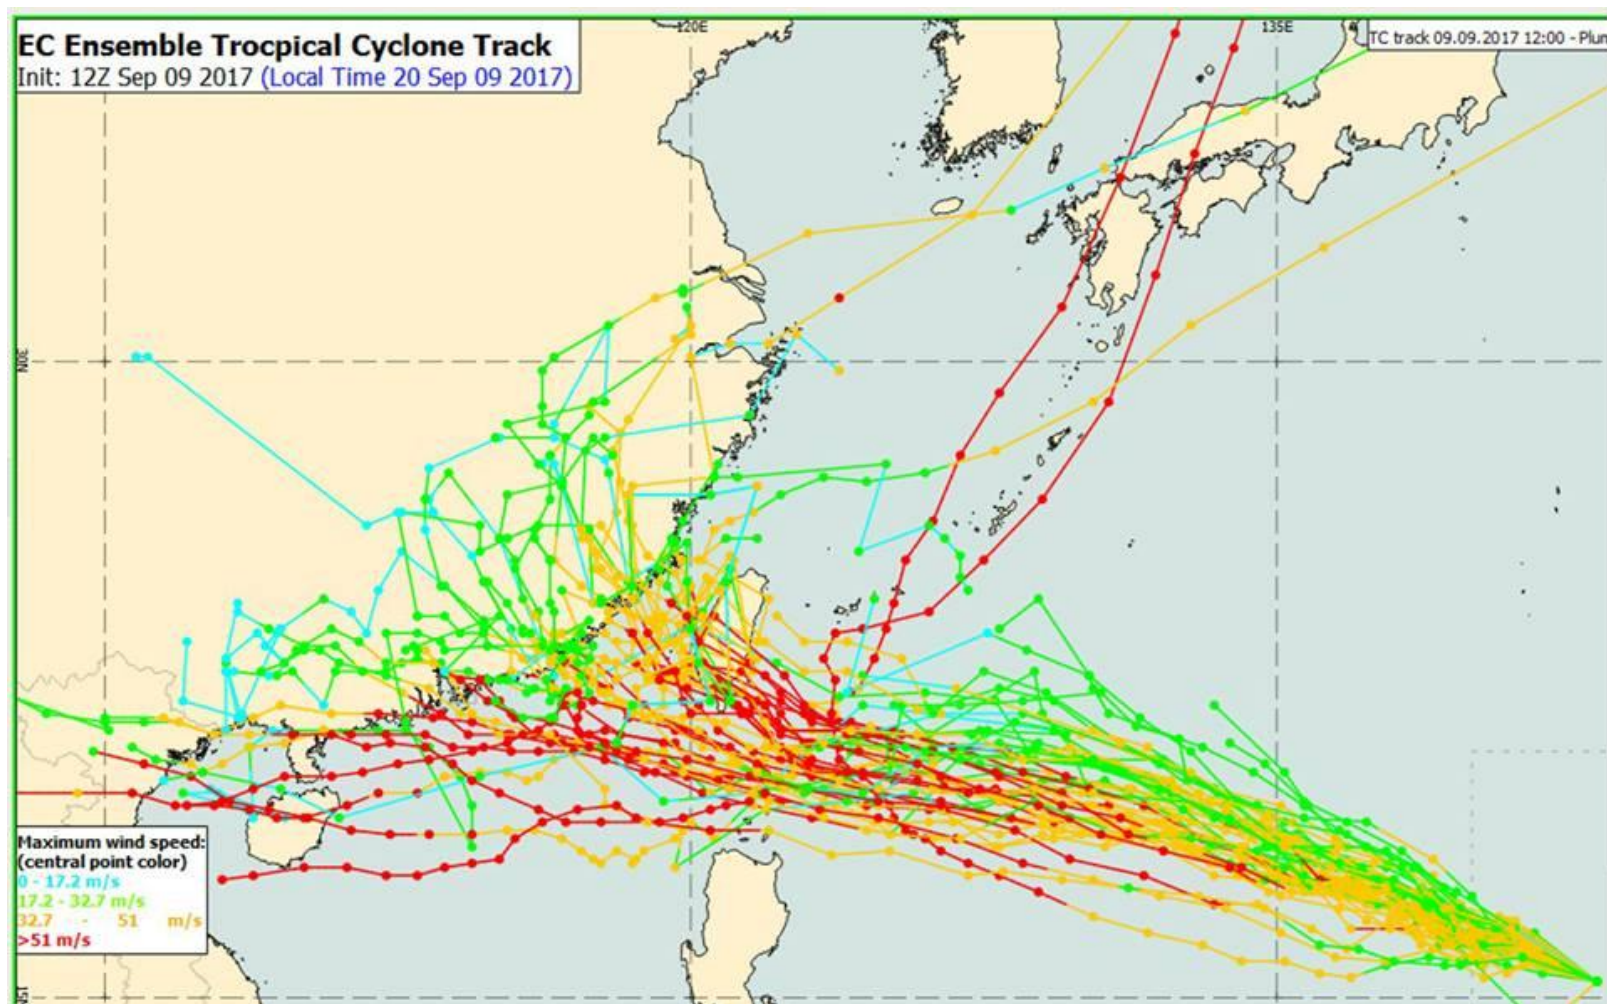 EC Ensemble Trocpical Cyclone Track
Init: 12Z Sep 09 2017 (Local Time 20 Sep 09 2017)
120E
135E
TC track 09.09.2017 12:00 - Plum
30N
Maximum wind speed:
(central point color)
0 - 17.2 m/s
17.2 - 32.7 m/s
32.7 - 51 m/s
>51 m/s
15N